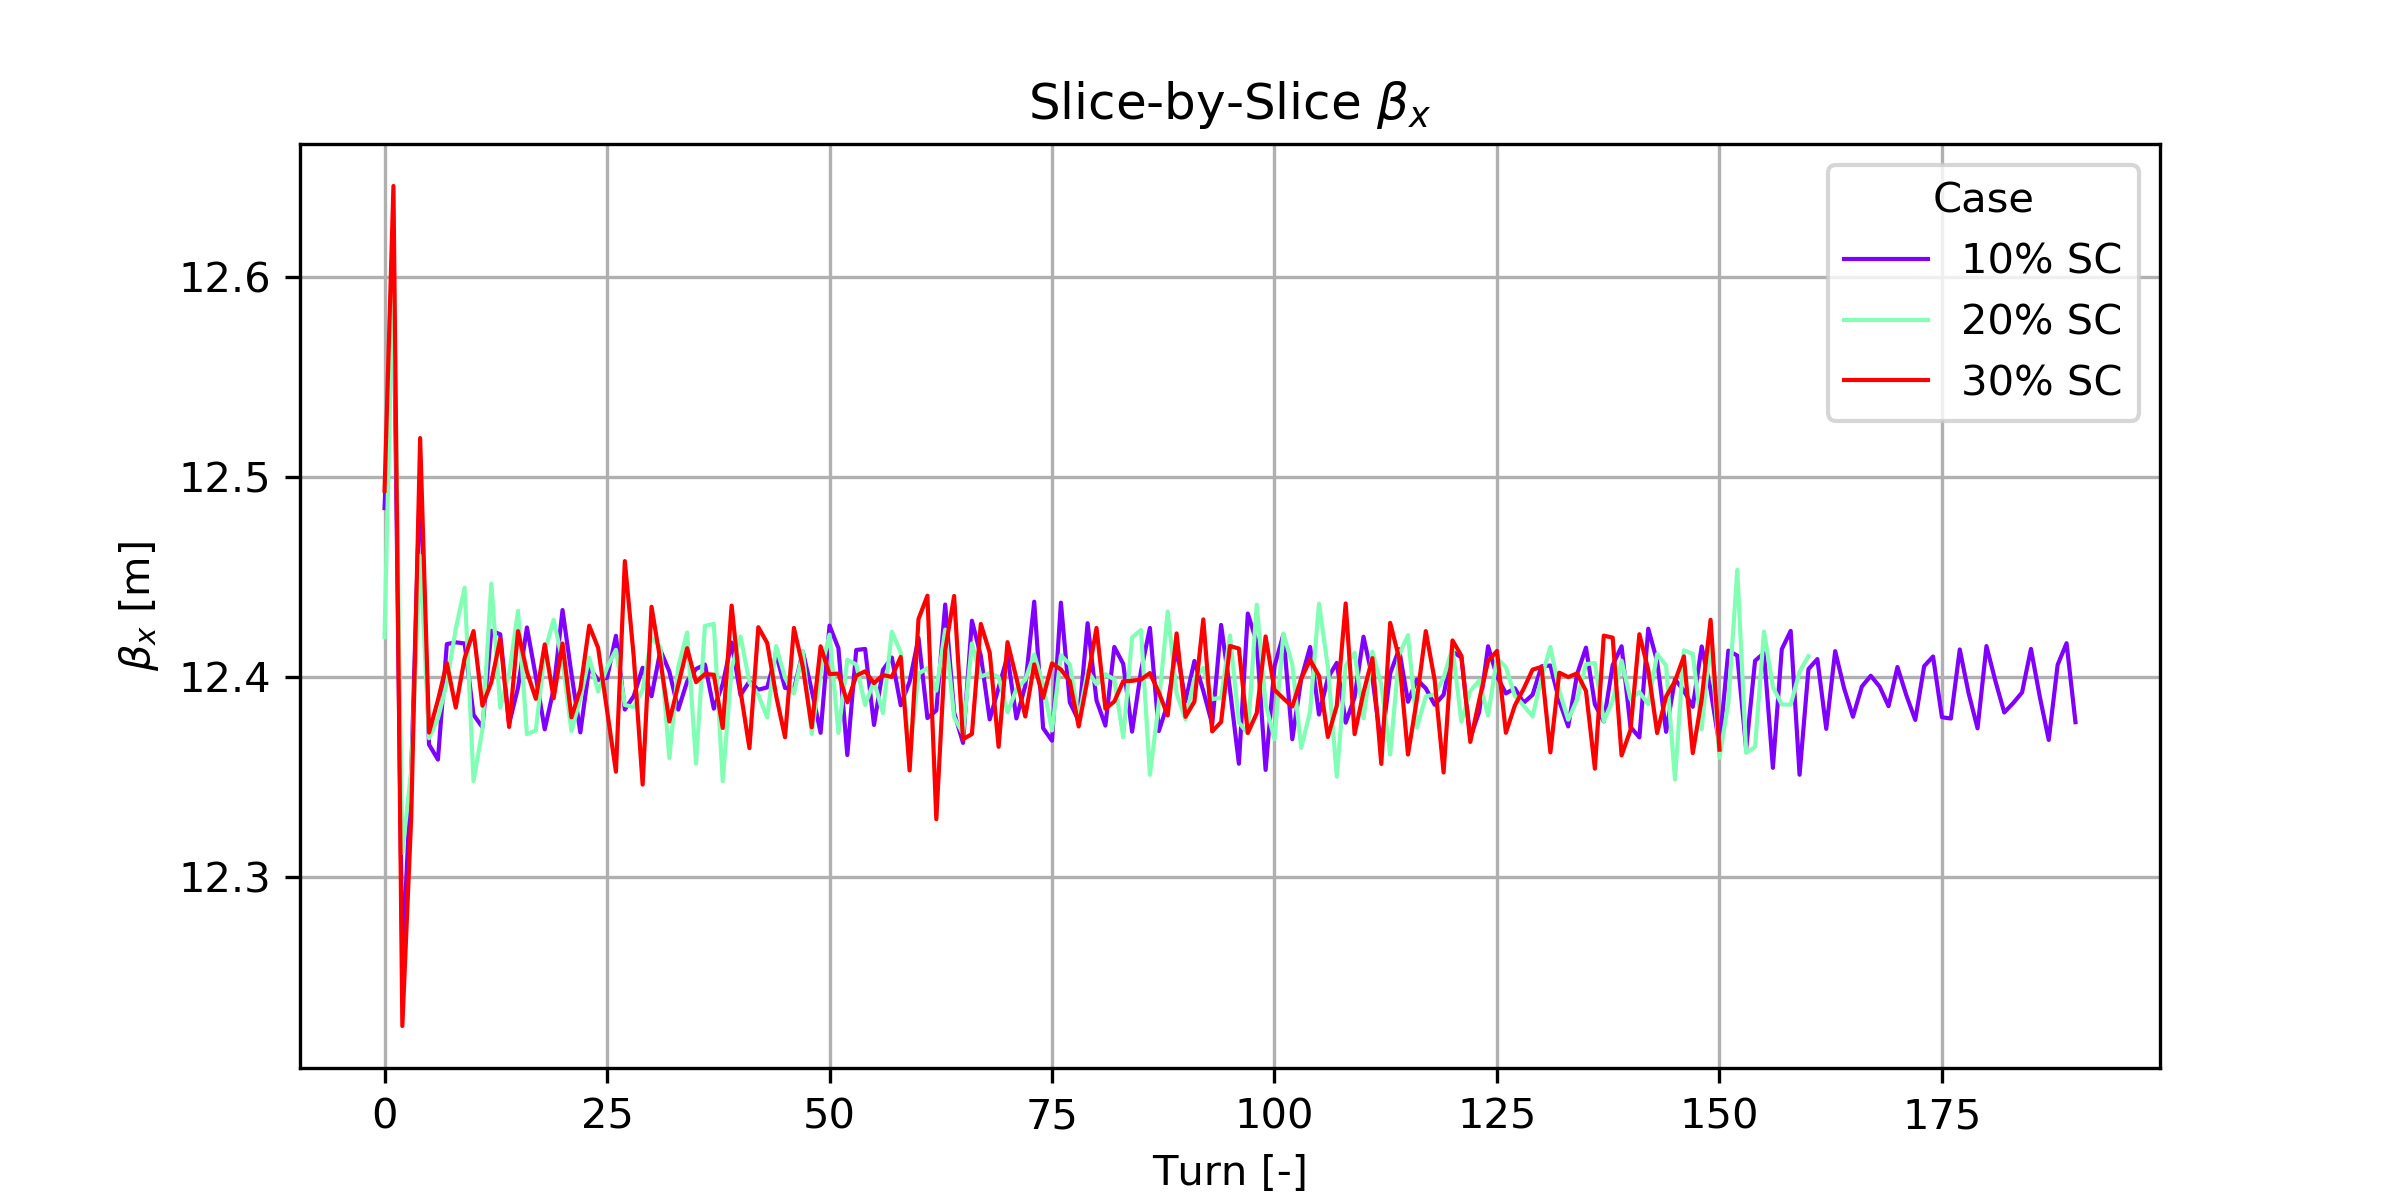 Slice-by-Slice βx
Case
10% SC
20% SC
30% SC
12.6
12.5
12.4
12.3
βx [m]
0 25 50 75 100 125 150 175
Turn [-]